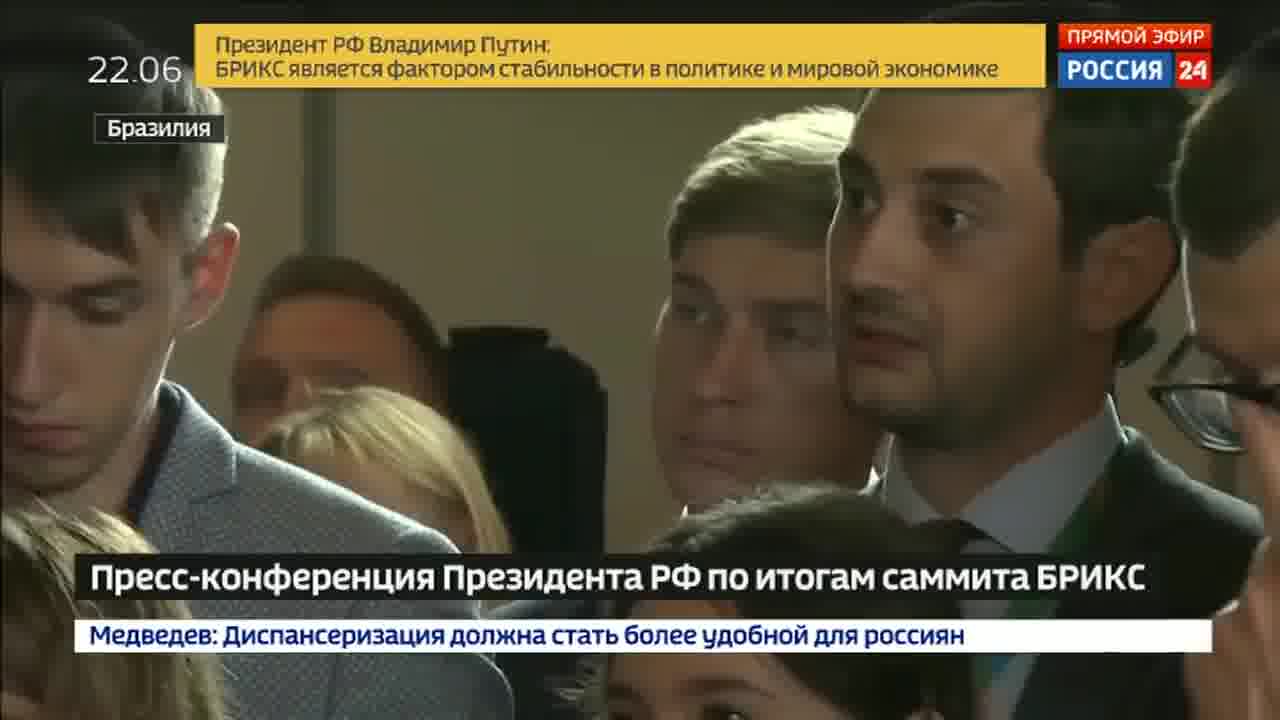 22.06
Президент РФ Владимир Путин:
БРИКС является фактором стабильности в политике и мировой экономике
ПРЯМОЙ ЭФИР
РОССИЯ 24
Бразилия
Пресс-конференция Президента РФ по итогам саммита БРИКС
Медведев: Диспансеризация должна стать более удобной для россиян